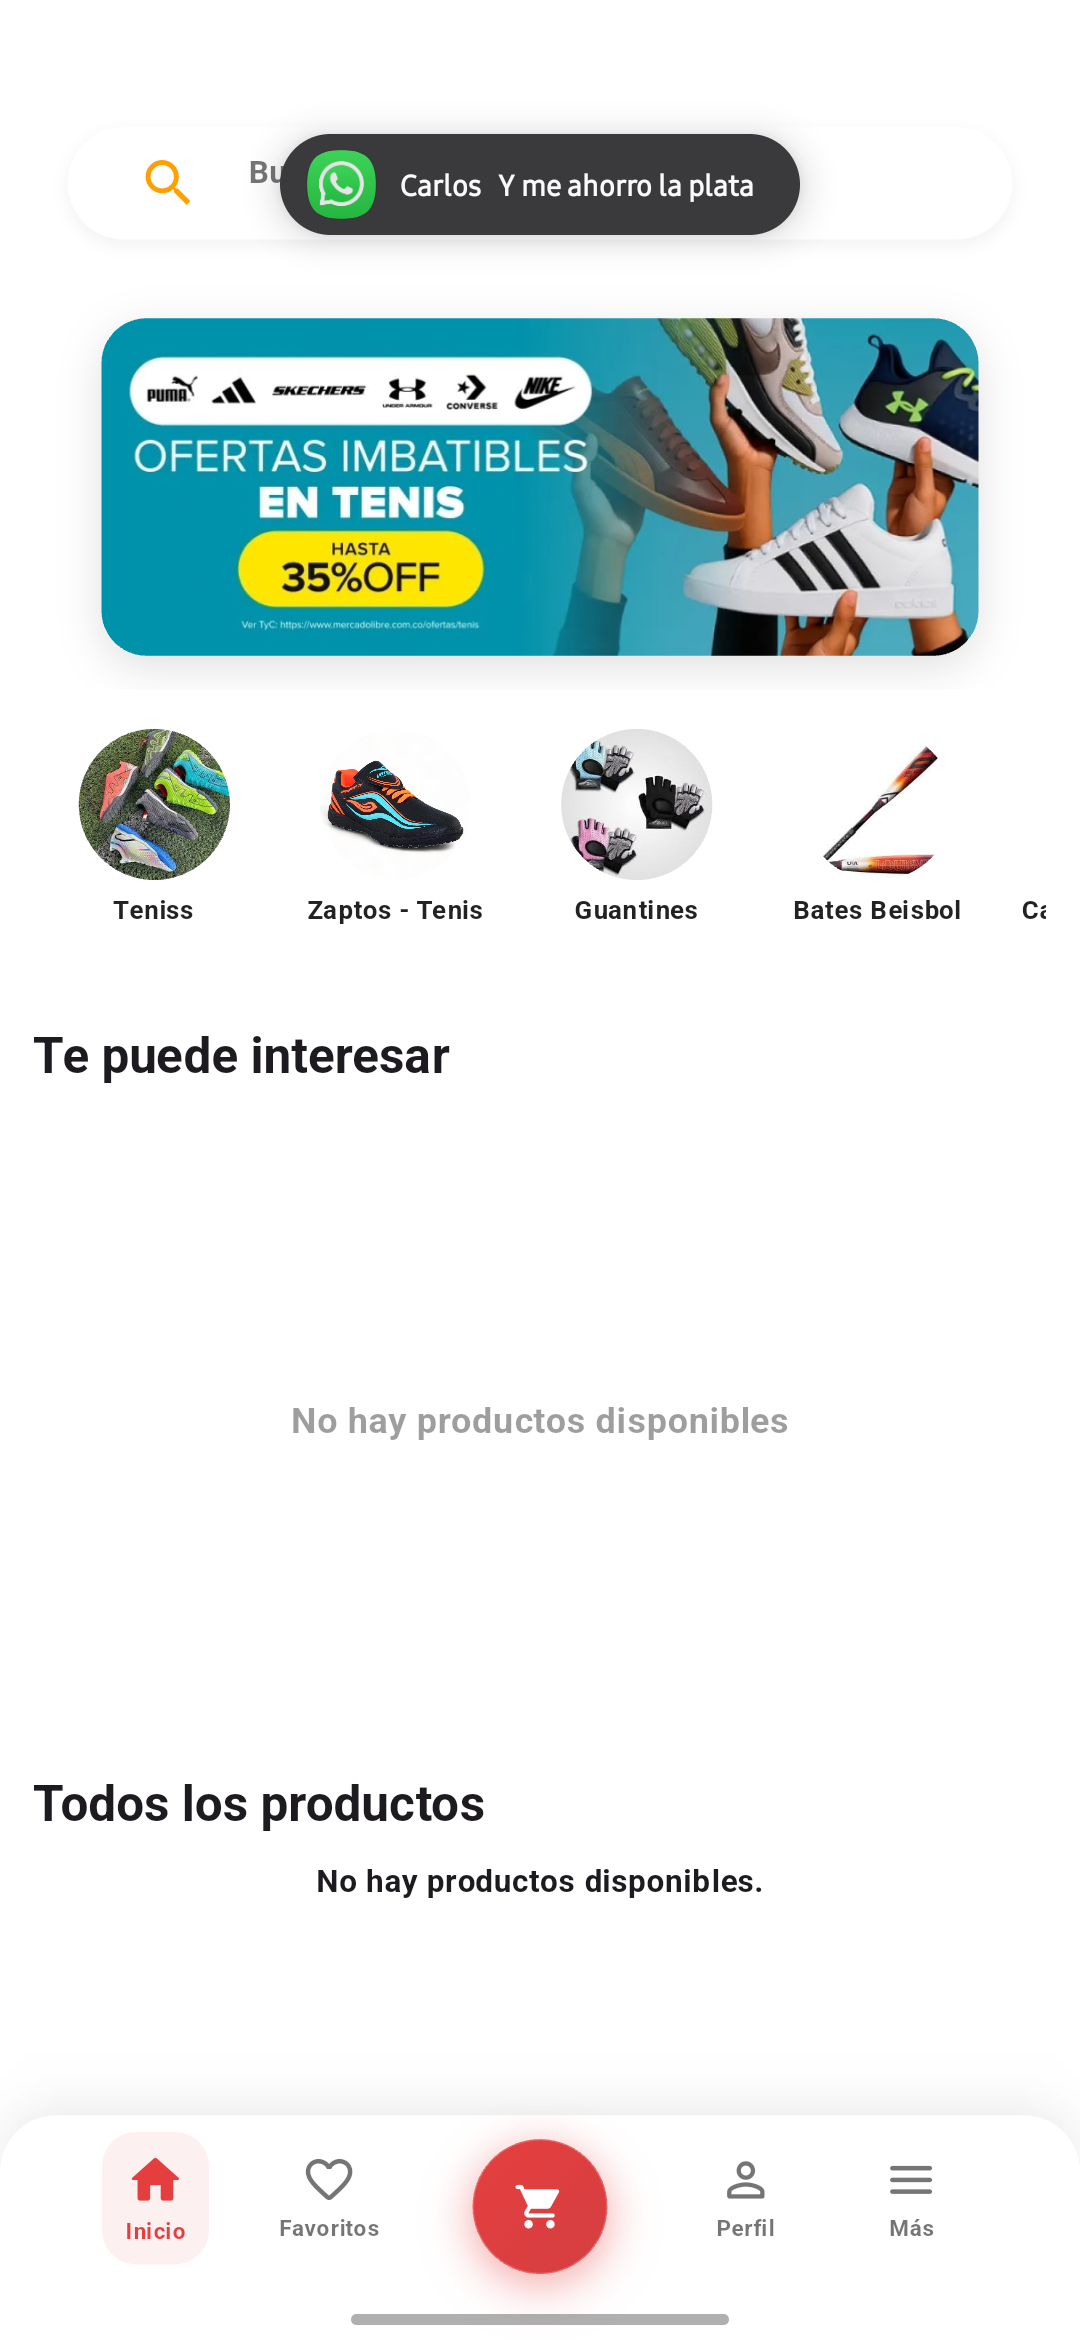 Bu
Carlos Y me ahorro la plata
PUMA SKECHERS UNDER ARMOUR CONVERSE NIKE
OFERTAS IMBATIBLES
EN TENIS
HASTA
35%OFF
Ver TyC: https://www.mercadolibre.com.co/ofertas/tenis
Teniss
Zaptos - Tenis
Guantines
Bates Beisbol
Ca
Te puede interesar
No hay productos disponibles
Todos los productos
No hay productos disponibles.
Inicio
Favoritos
Perfil
Más